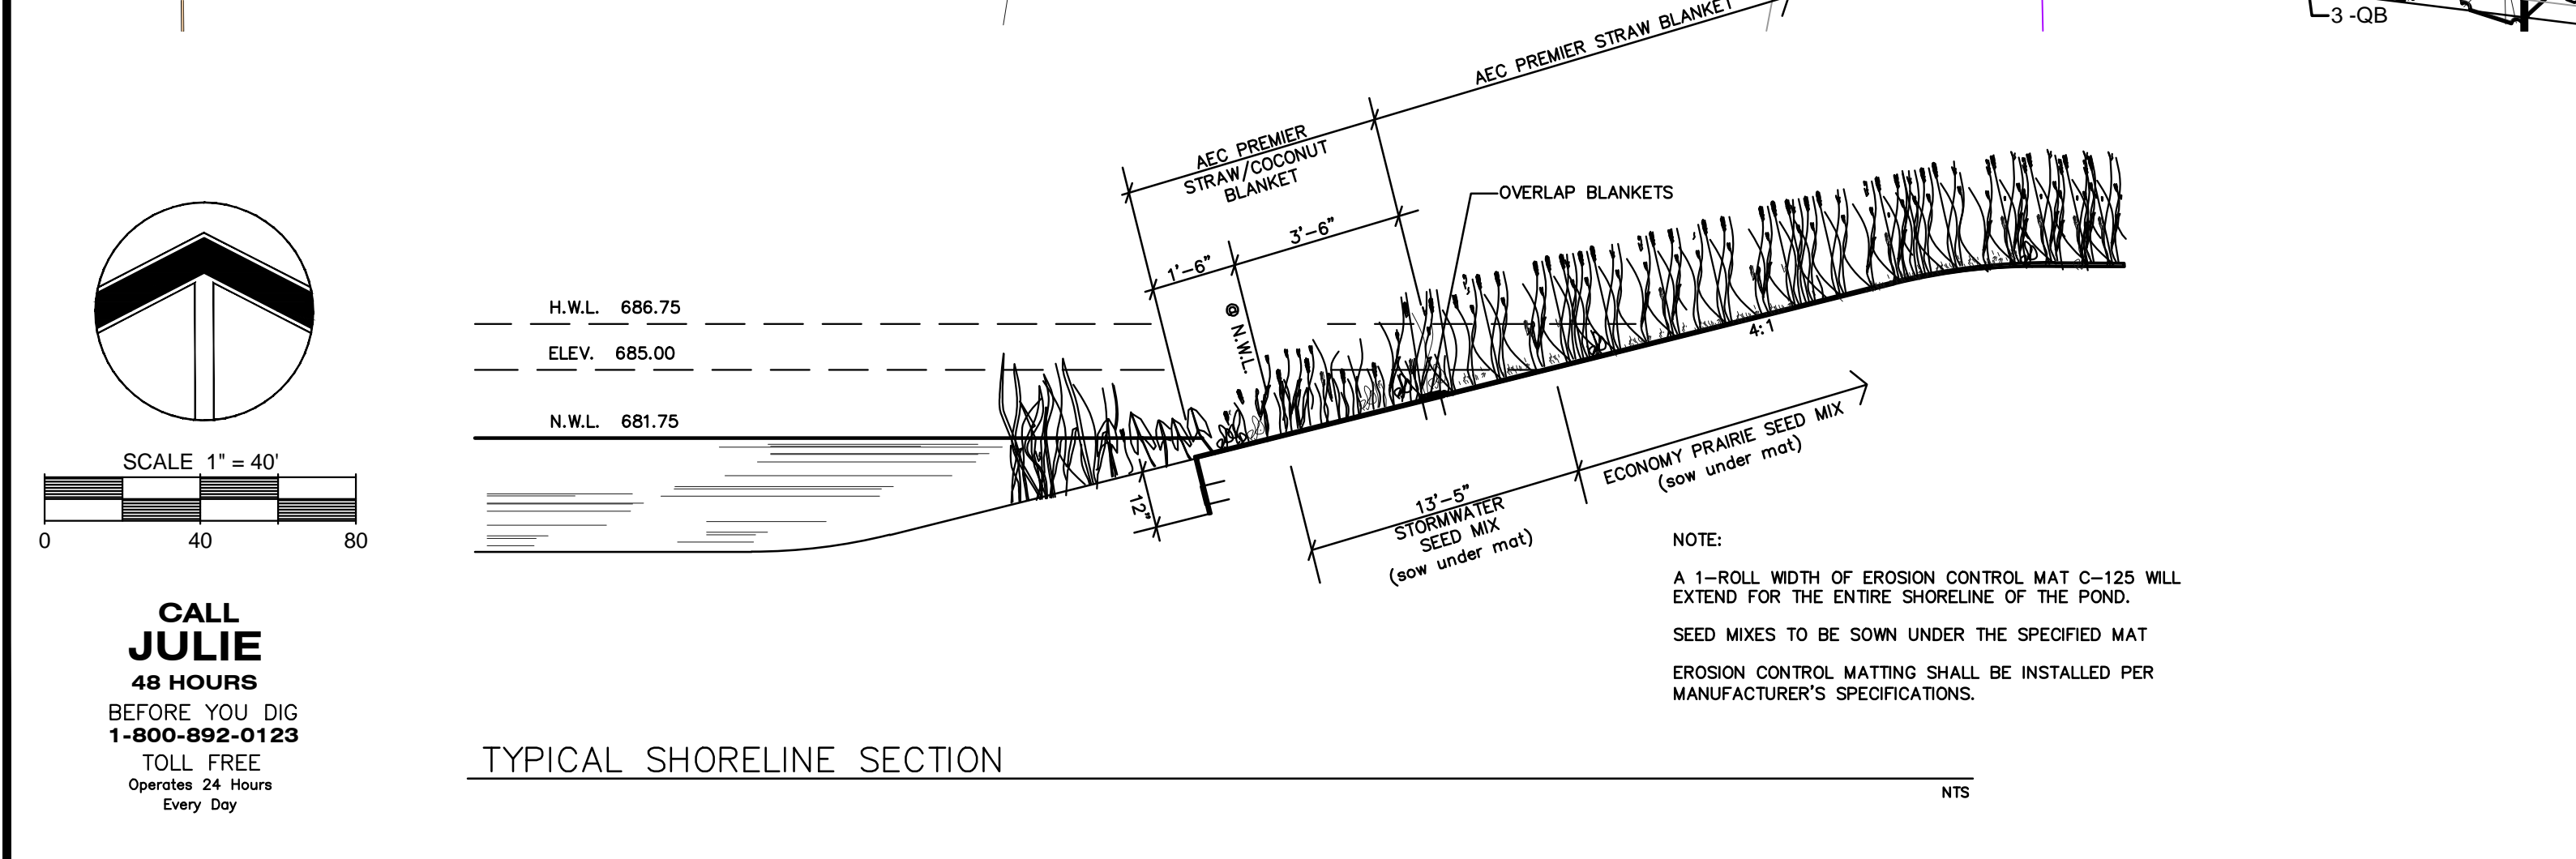 3 -QB
AEC PREMIER STRAW BLANKET
AEC PREMIER
STRAW/COCONUT
BLANKET
OVERLAP BLANKETS
3'-6"
1'-6"
@ N.W.L.
H.W.L. 686.75
ELEV. 685.00
N.W.L. 681.75
4:1
12"
13'-5"
STORMWATER
SEED MIX
(sow under mat)
ECONOMY PRAIRIE SEED MIX
(sow under mat)
SCALE 1" = 40'
0 40 80
CALL
JULIE
48 HOURS
BEFORE YOU DIG
1-800-892-0123
TOLL FREE
Operates 24 Hours
Every Day
NOTE:
A 1-ROLL WIDTH OF EROSION CONTROL MAT C-125 WILL
EXTEND FOR THE ENTIRE SHORELINE OF THE POND.
SEED MIXES TO BE SOWN UNDER THE SPECIFIED MAT
EROSION CONTROL MATTING SHALL BE INSTALLED PER
MANUFACTURER'S SPECIFICATIONS.
TYPICAL SHORELINE SECTION
NTS